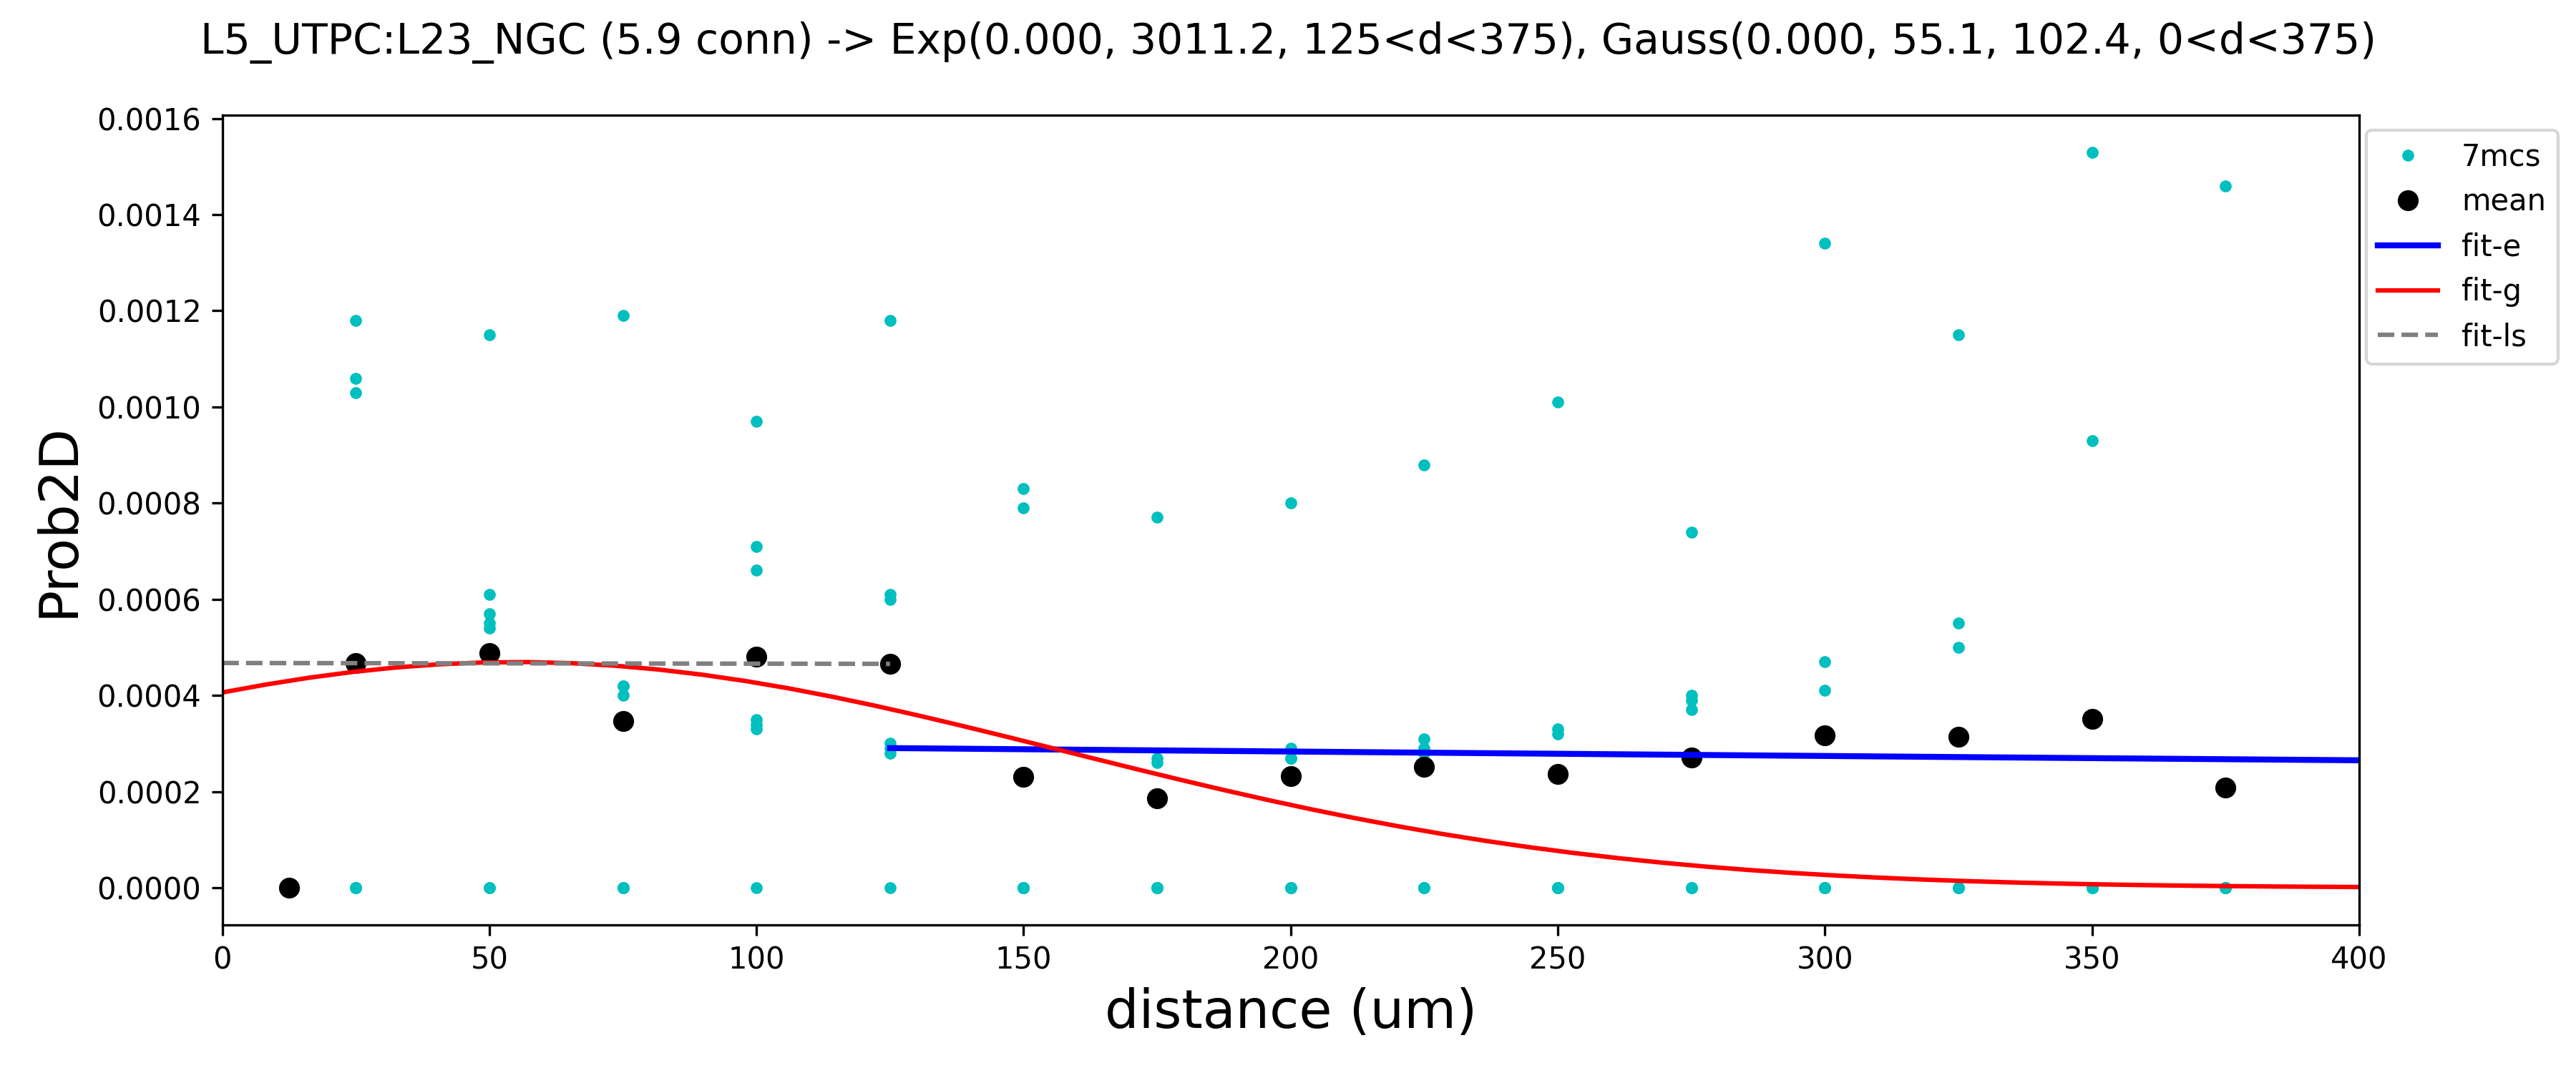 L5_UTPC:L23_NGC (5.9 conn) -> Exp(0.000, 3011.2, 125<d<375), Gauss(0.000, 55.1, 102.4, 0<d<375)
0.0016
0.0014
0.0012
0.0010
0.0008
0.0006
0.0004
0.0002
0.0000
Prob2D
0 50 100 150 200 250 300 350 400
distance (um)
7mcs
mean
fit-e
fit-g
fit-ls